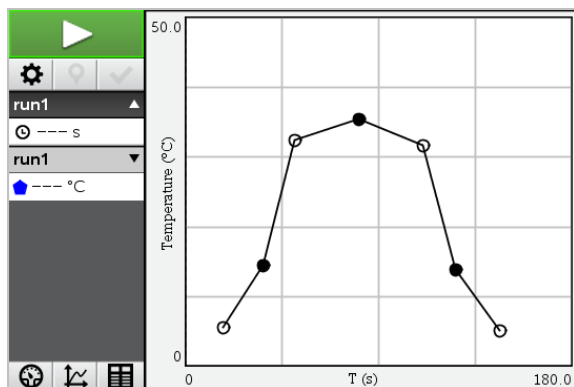 run1
--- s
run1
--- °C
50.0
Temperature (°C)
0
0
T (s)
180.0